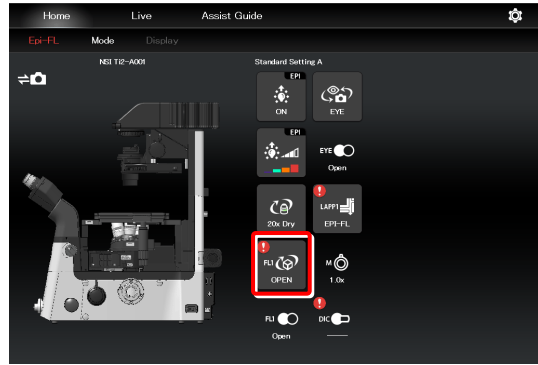 Home Live Assist Guide
Epi-FL Mode Display
NSI Ti2-A001 Standard Setting A
EPI
ON EYE
EPI
EYE
Open
20x Dry
LAPP1
EPI-FL
FL1
OPEN
M
1.0x
FL1
Open
DIC